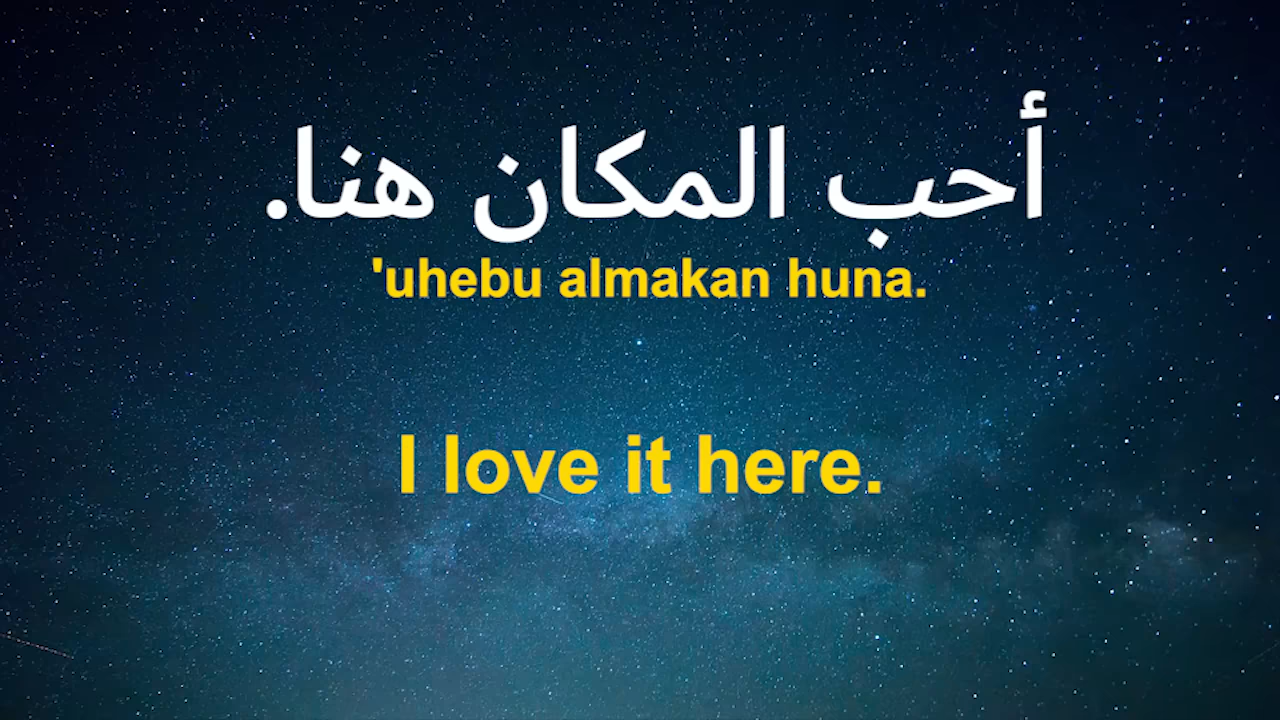 أحب المكان هنا.
'uhebu almakan huna.
I love it here.